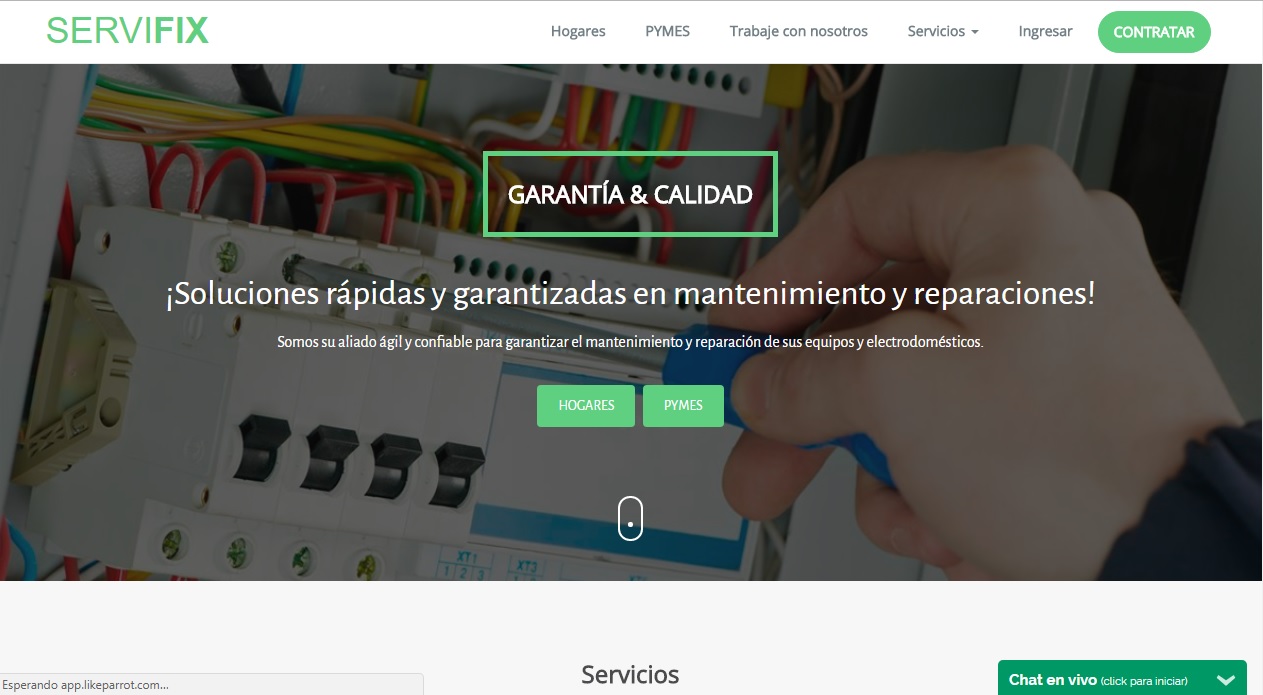 SERVIFIX
Hogares
PYMES
Trabaje con nosotros
Servicios
Ingresar
CONTRATAR
GARANTÍA & CALIDAD
¡Soluciones rápidas y garantizadas en mantenimiento y reparaciones!
Somos su aliado ágil y confiable para garantizar el mantenimiento y reparación de sus equipos y electrodomésticos.
HOGARES
PYMES
XT1
XT3
1 2 3
Servicios
Esperando app.likeparrot.com...
Chat en vivo (click para iniciar)